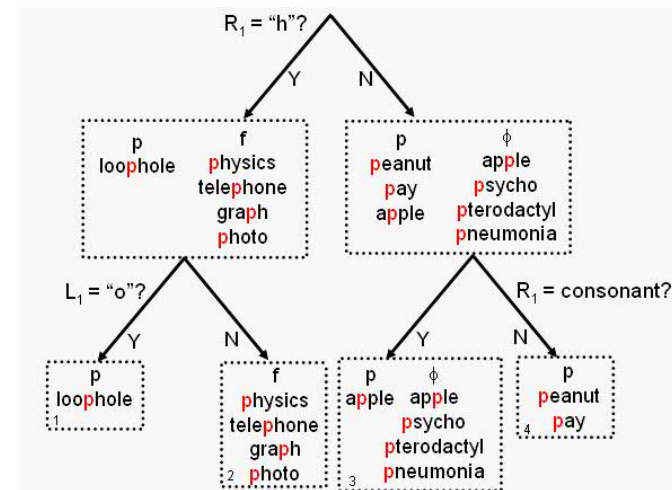 R1 = “h”?
Y N
p f
loophole physics
telephone
graph
photo
p ϕ
peanut apple
pay psycho
apple pterodactyl
pneumonia
L1 = “o”?
Y N
R1 = consonant?
Y N
p
loophole
1
f
physics
telephone
graph
2 photo
p ϕ
apple apple
psycho
pterodactyl
3 pneumonia
p
peanut
4 pay